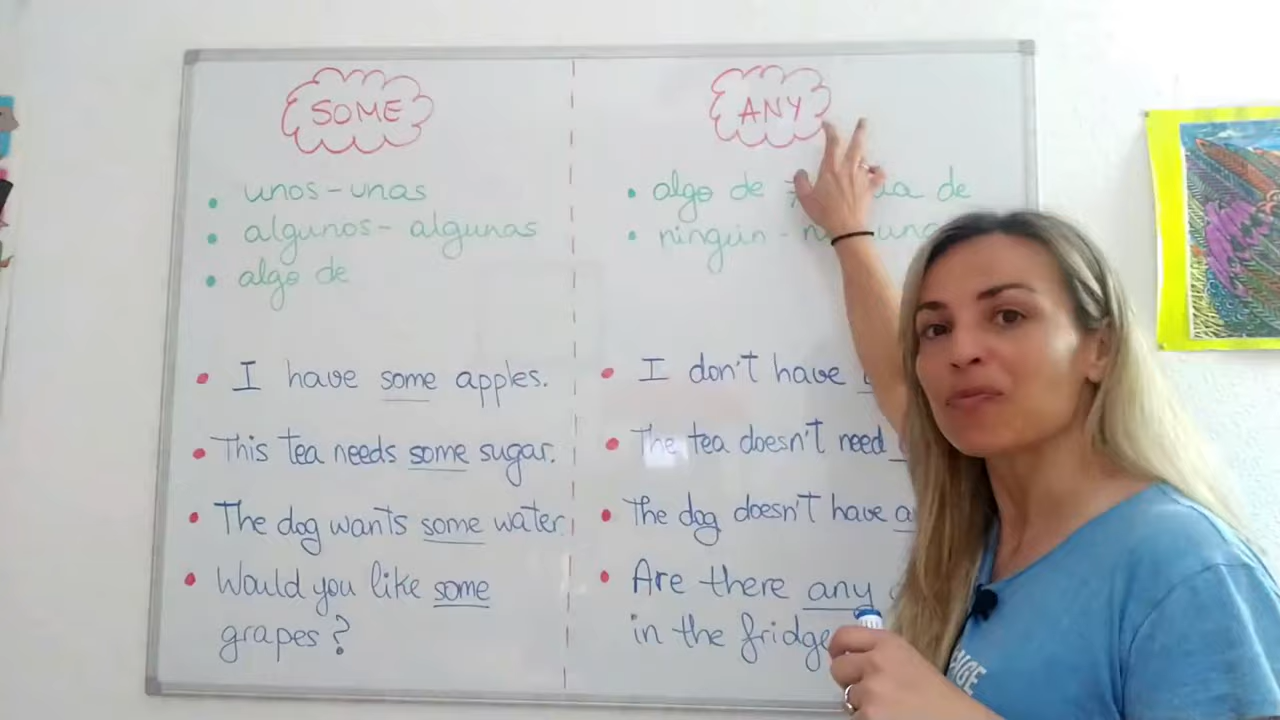 SOME
unos - unas
algunos - algunas
algo de
I have some apples.
This tea needs some sugar.
The dog wants some water.
Would you like some
grapes?
ANY
algo de de
ningún -
I don't have
The tea doesn't need
The dog doesn't have
Are there any
in the fridge